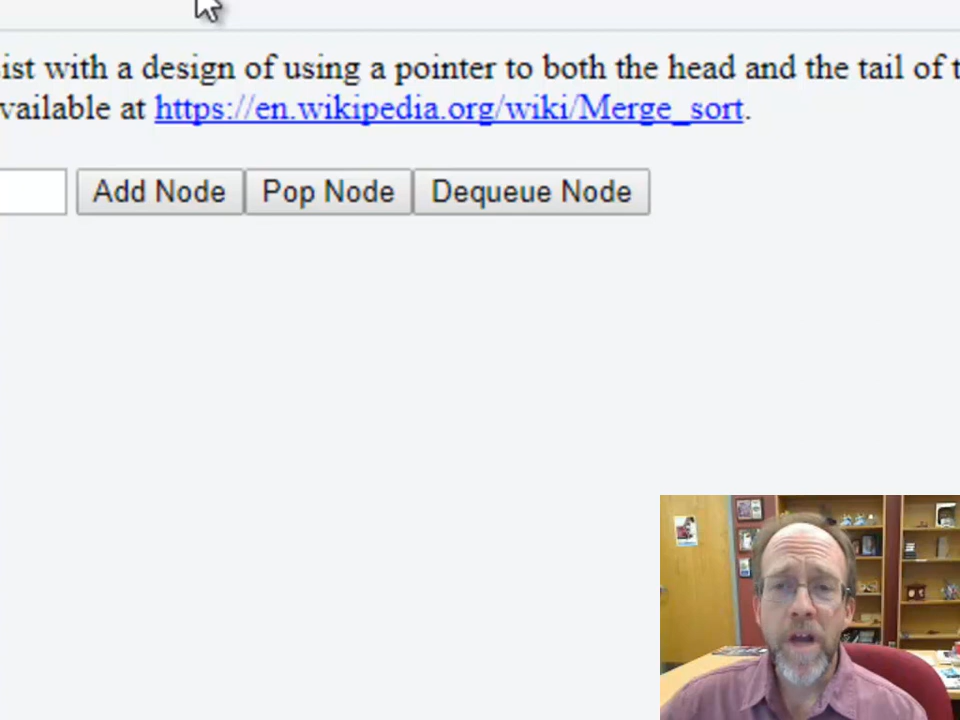 ist with a design of using a pointer to both the head and the tail of t
vailable at https://en.wikipedia.org/wiki/Merge_sort.
Add Node Pop Node Dequeue Node